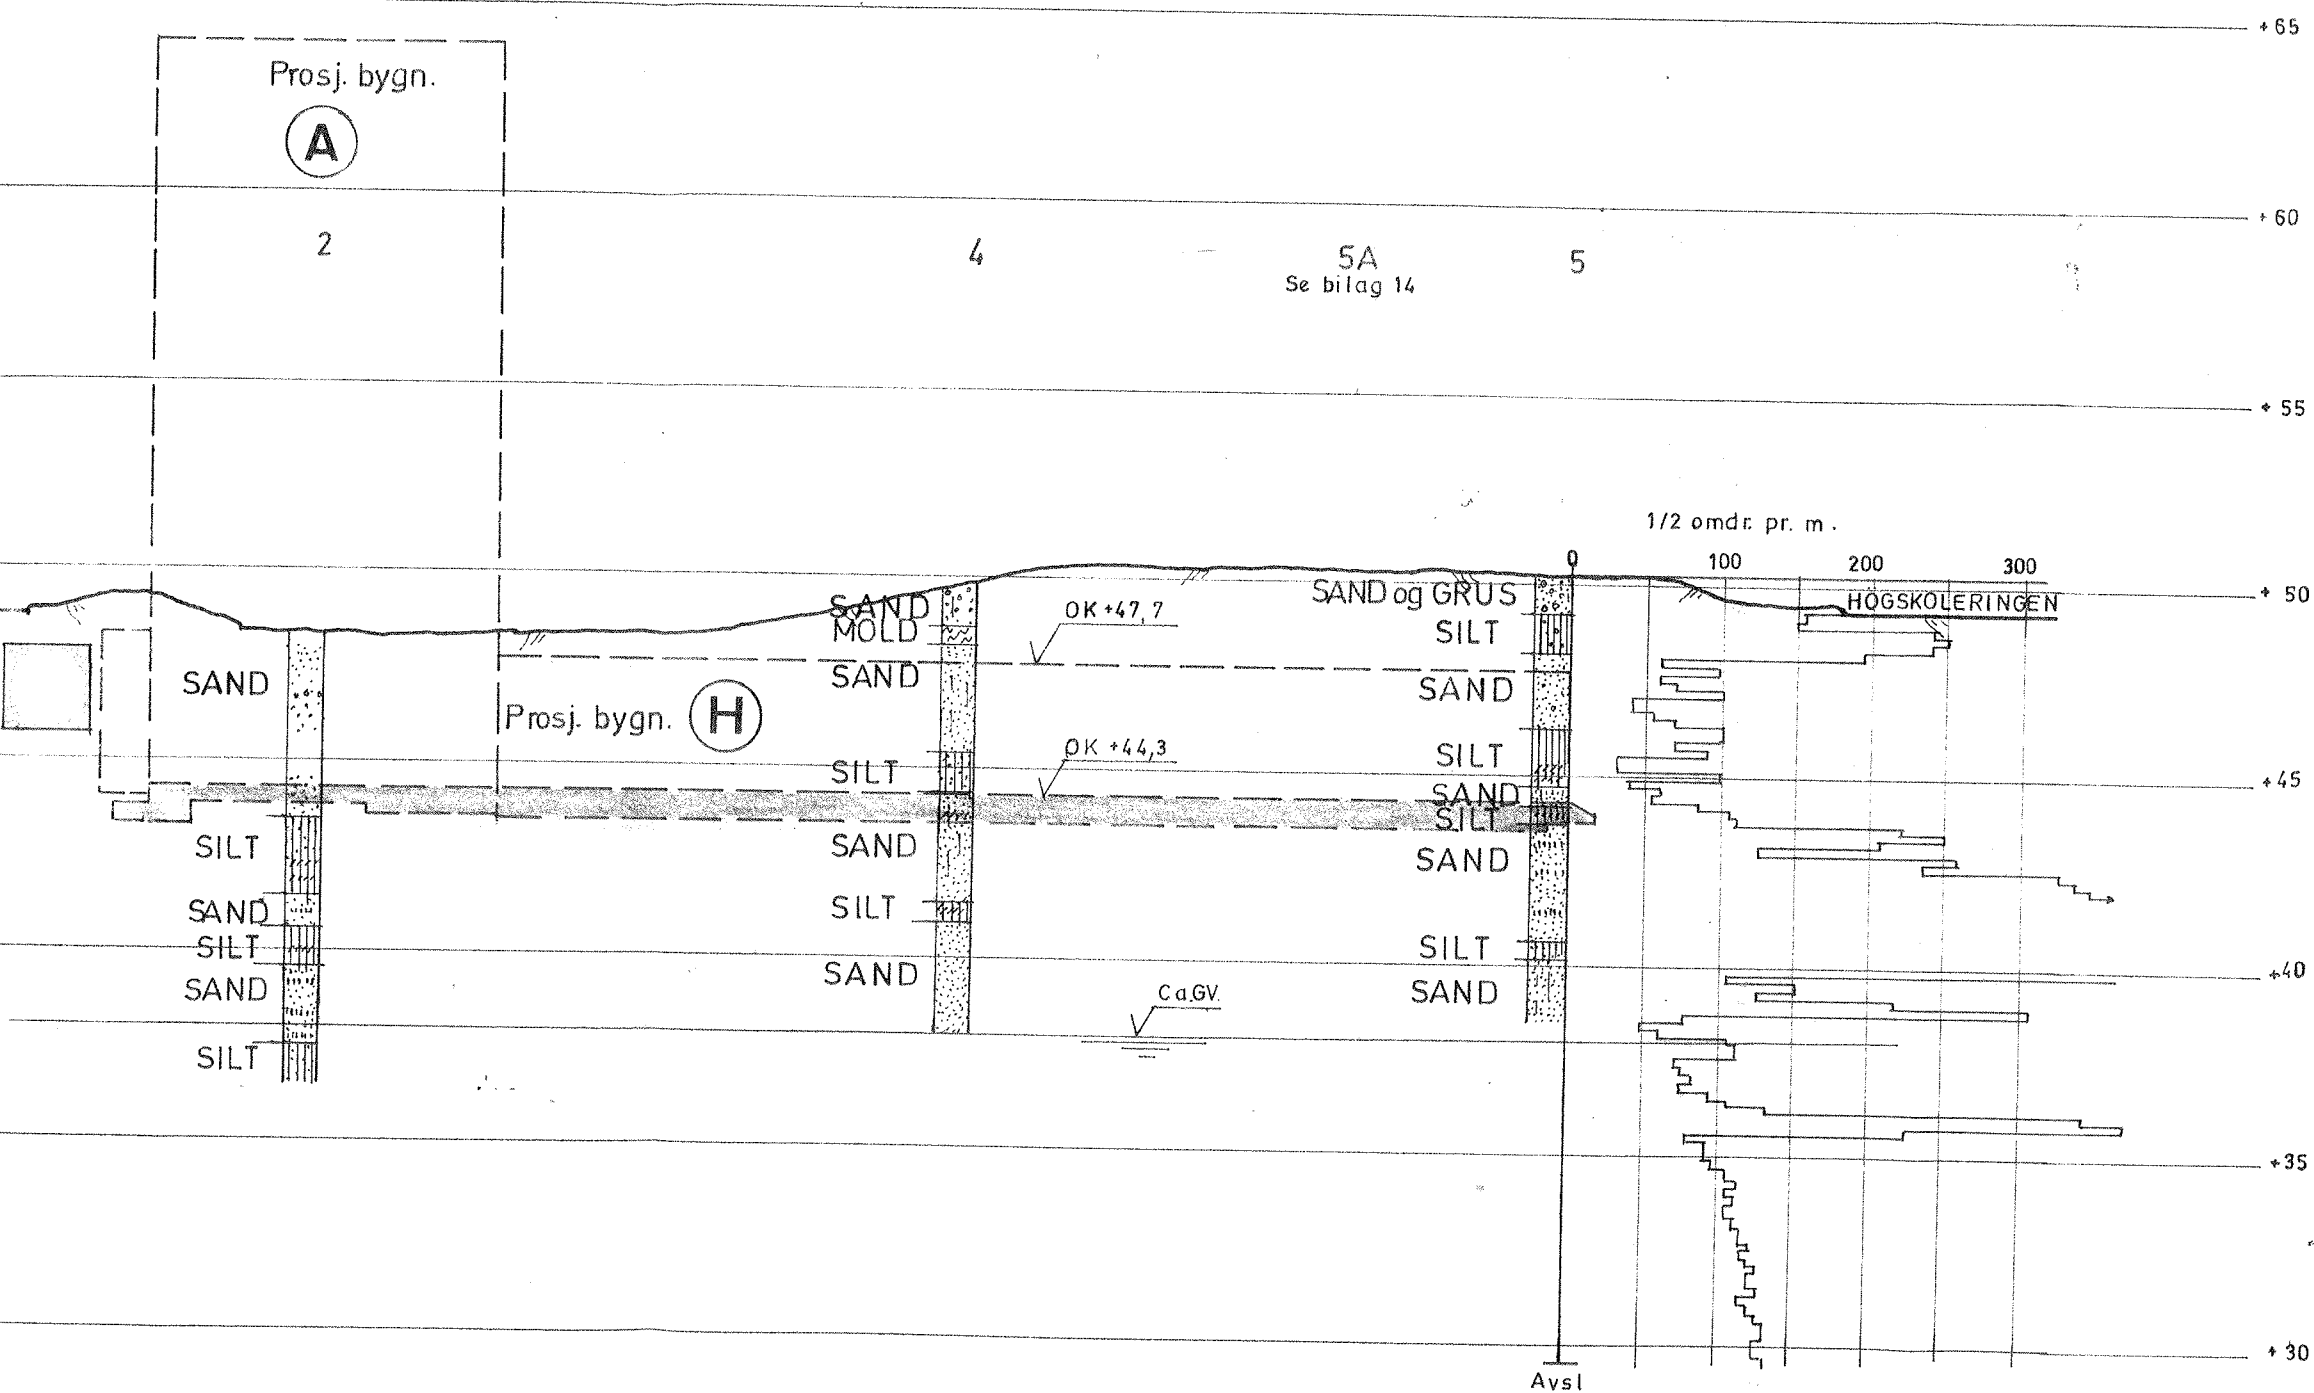 +65
Prosj. bygn.
A
+60
2
4
5A
5
Se bilag 14
+55
1/2 omdr. pr. m.
0
100
200
300
+50
HØGSKOLERINGEN
SAND
MOLD
SAND
SILT
SAND
SILT
SAND
OK +47,7
OK +44,3
Prosj. bygn.
H
SAND
SILT
SAND
SILT
SAND
SILT
SAND og GRUS
SILT
SAND
SILT
SAND
SILT
SAND
SILT
SAND
+45
+40
Ca.GV.
+35
+30
Avsl